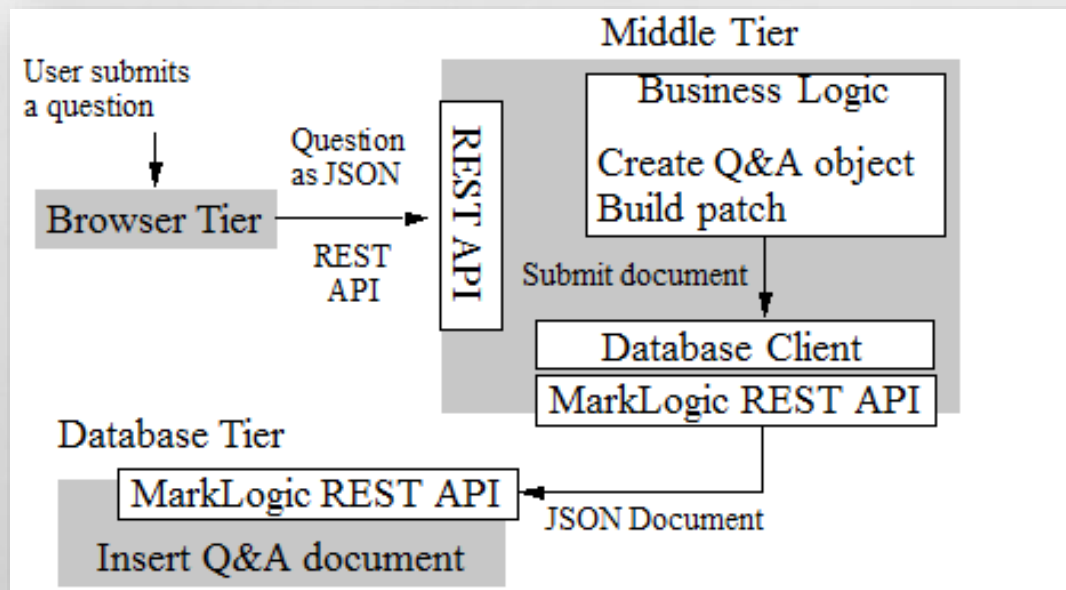 Middle Tier
User submits
a question
Business Logic
Question
as JSON
REST API
Create Q&A object
Build patch
Browser Tier
REST
API
Submit document
Database Client
MarkLogic REST API
Database Tier
MarkLogic REST API
JSON Document
Insert Q&A document